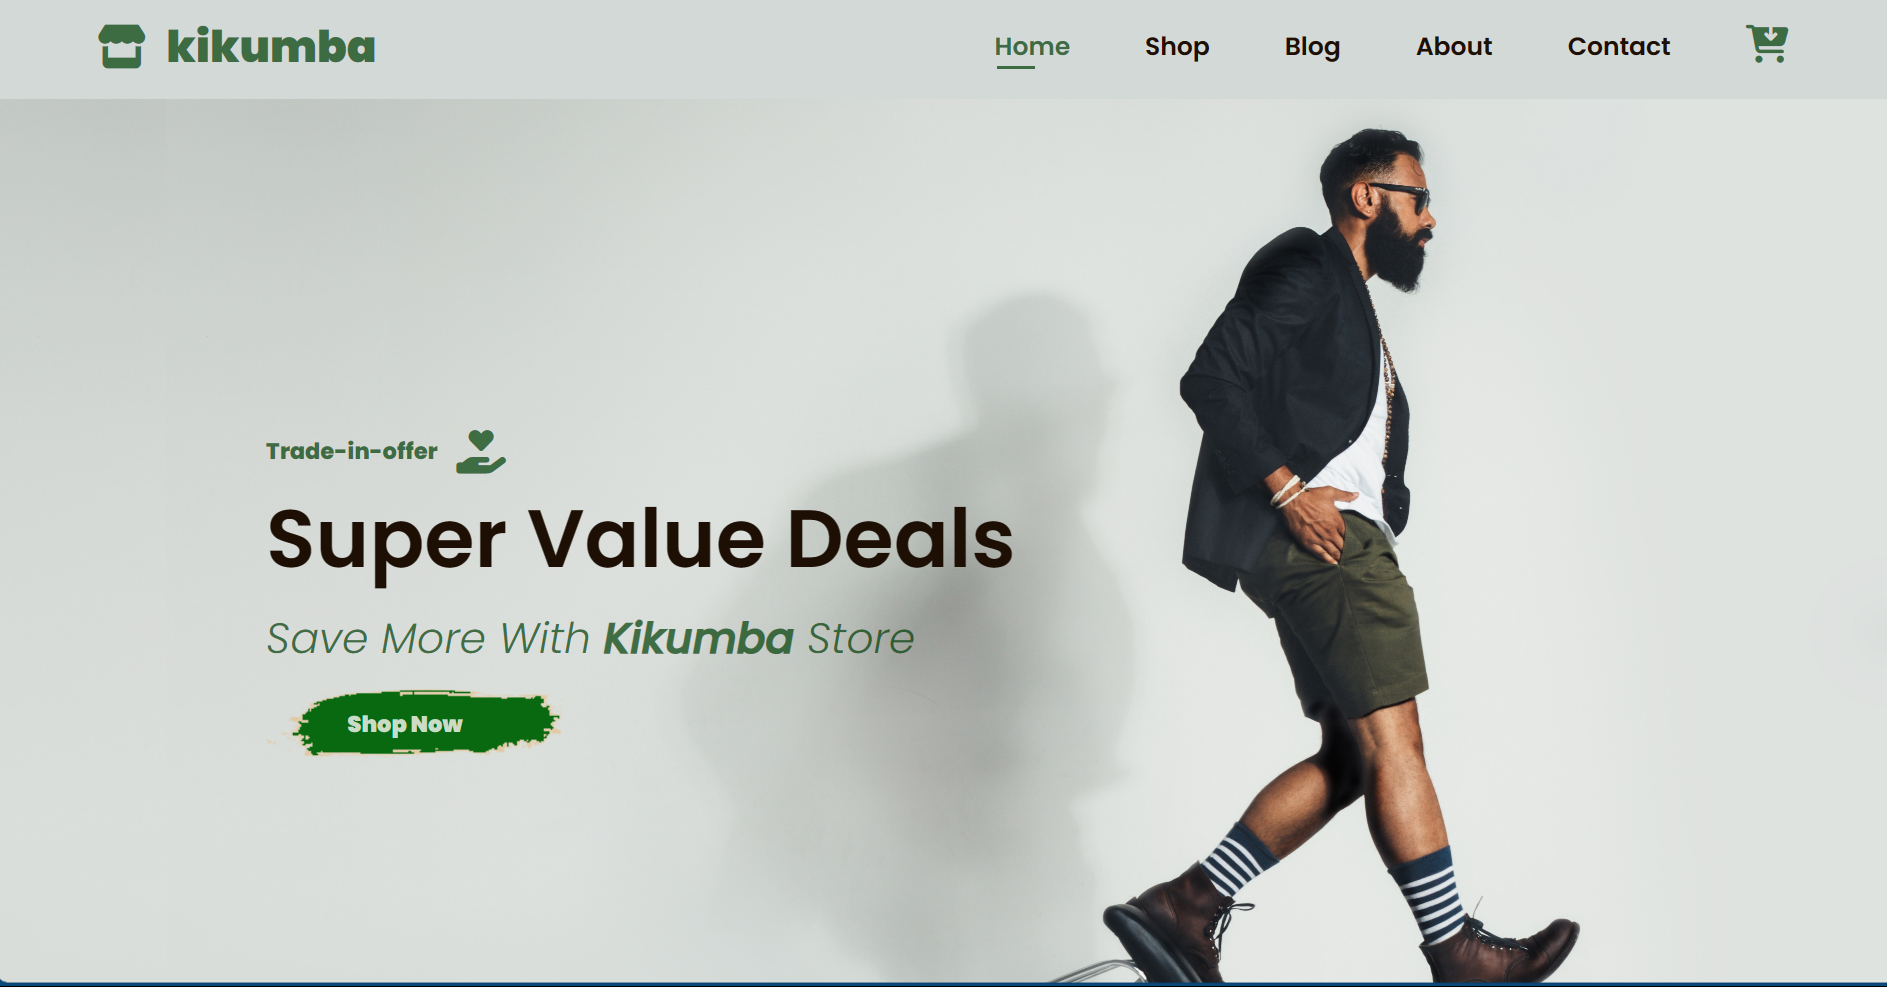 kikumba
Home Shop Blog About Contact
Trade-in-offer
Super Value Deals
Save More With Kikumba Store
Shop Now